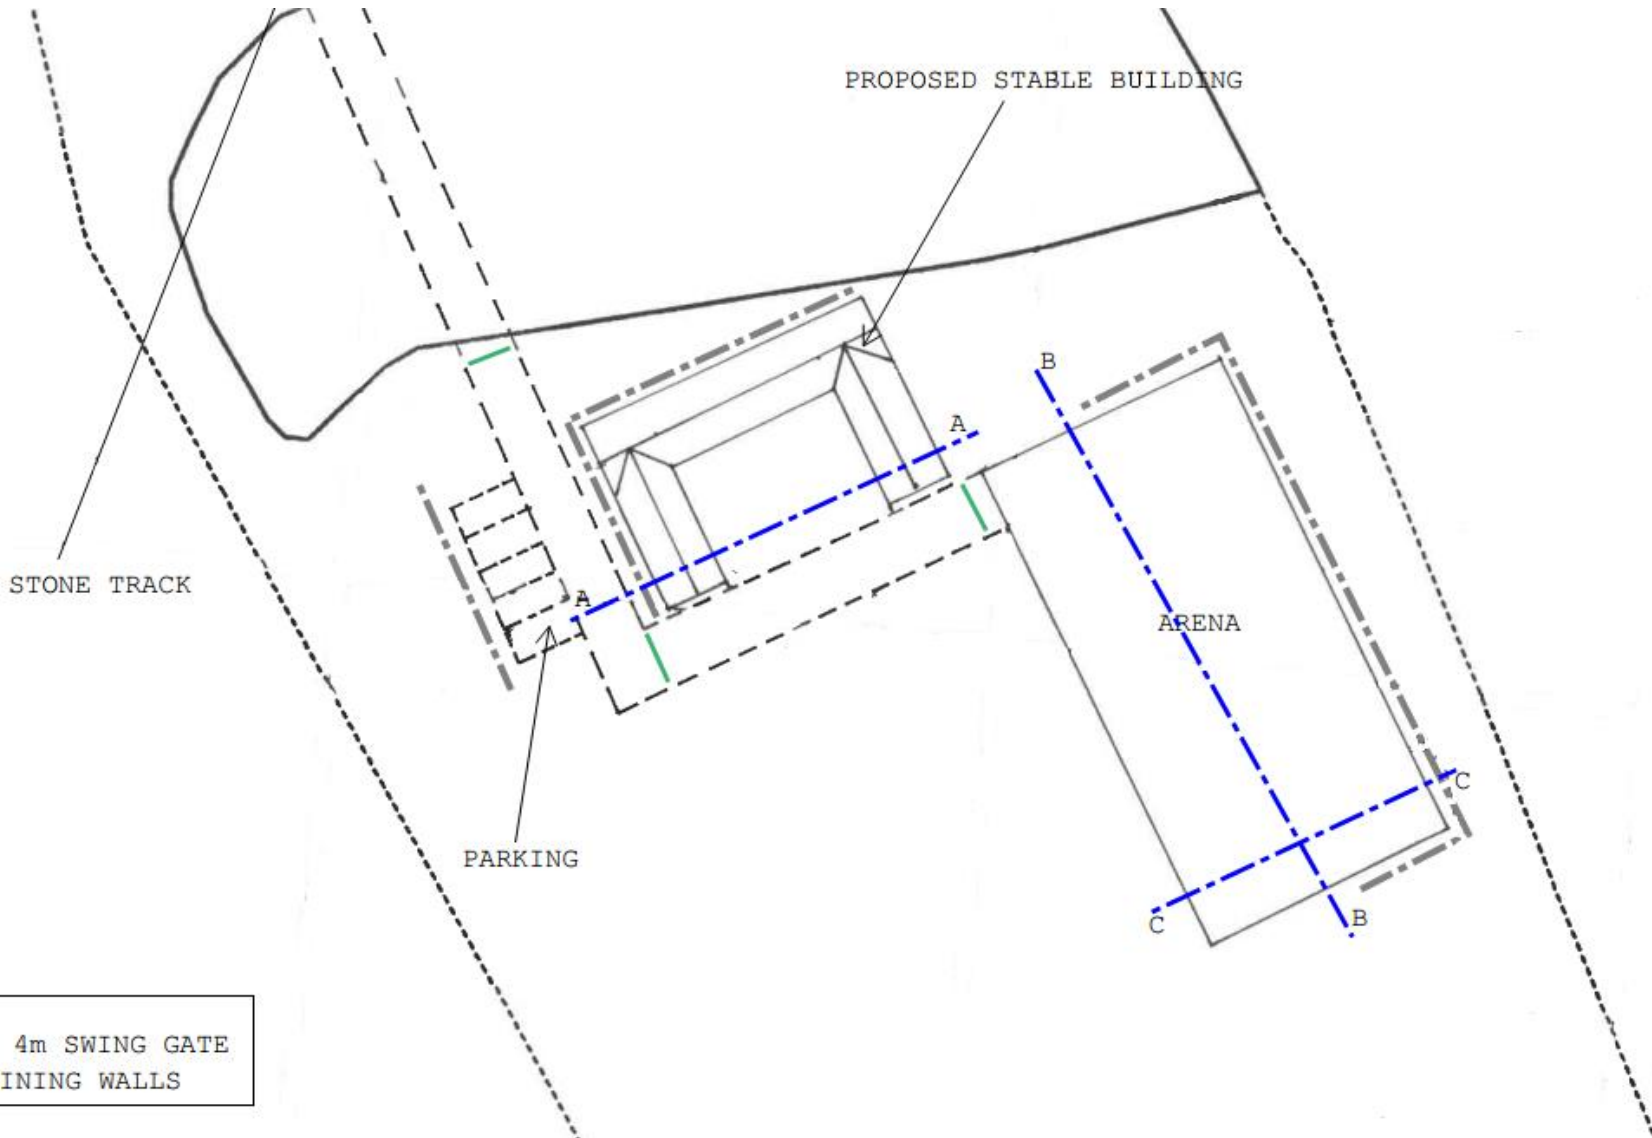 PROPOSED STABLE BUILDING
B
A
A
STONE TRACK
ARENA
C
PARKING
C
B
4m SWING GATE
INING WALLS